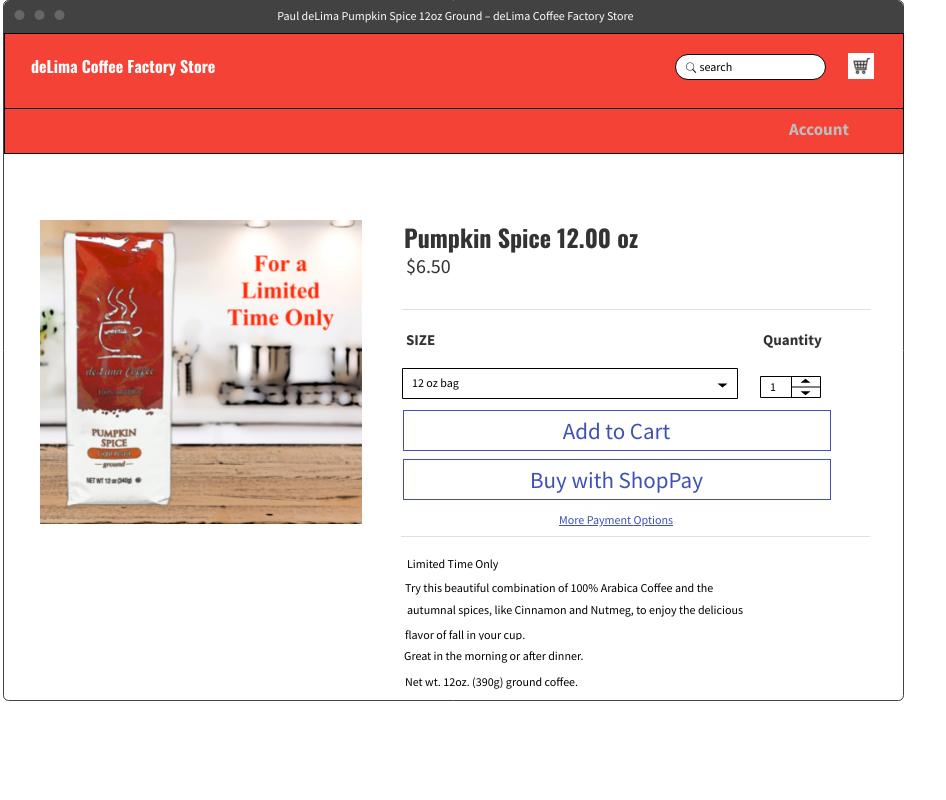 Paul deLima Pumpkin Spice 12oz Ground – deLima Coffee Factory Store
deLima Coffee Factory Store
search
Account
For a
Limited
Time Only
deLima Coffee
100% Arabica
PUMPKIN
SPICE
Light Roast
ground
NET WT 12 oz (340g)
Pumpkin Spice 12.00 oz
$6.50
SIZE
Quantity
12 oz bag
1
Add to Cart
Buy with ShopPay
More Payment Options
Limited Time Only
Try this beautiful combination of 100% Arabica Coffee and the
autumnal spices, like Cinnamon and Nutmeg, to enjoy the delicious
flavor of fall in your cup.
Great in the morning or after dinner.
Net wt. 12oz. (390g) ground coffee.